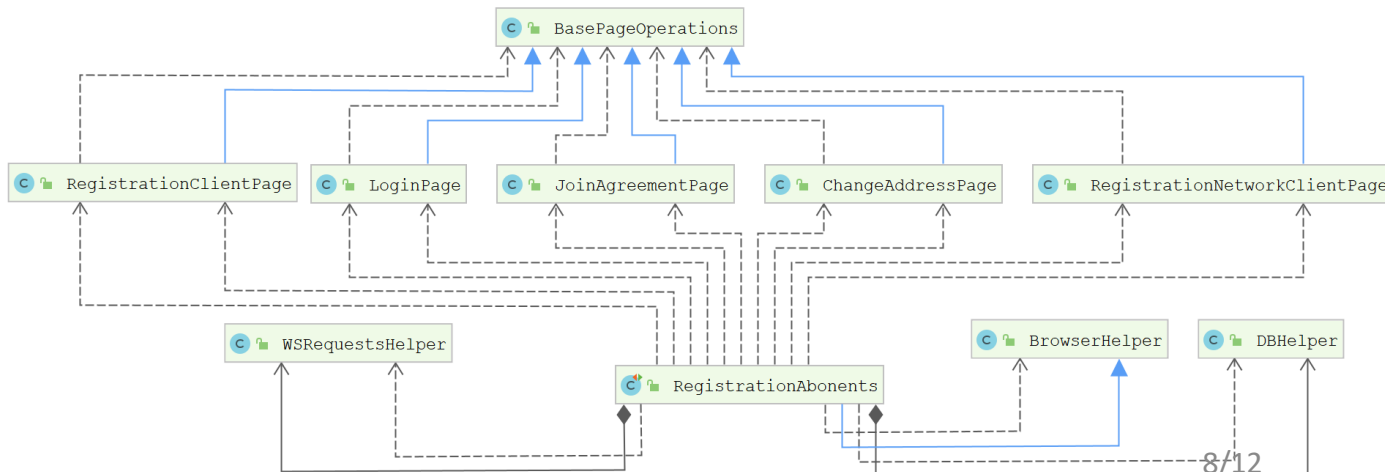 BasePageOperations
RegistrationClientPage
LoginPage
JoinAgreementPage
ChangeAddressPage
RegistrationNetworkClientPage
WSRequestsHelper
BrowserHelper
DBHelper
RegistrationAbonents
8/12